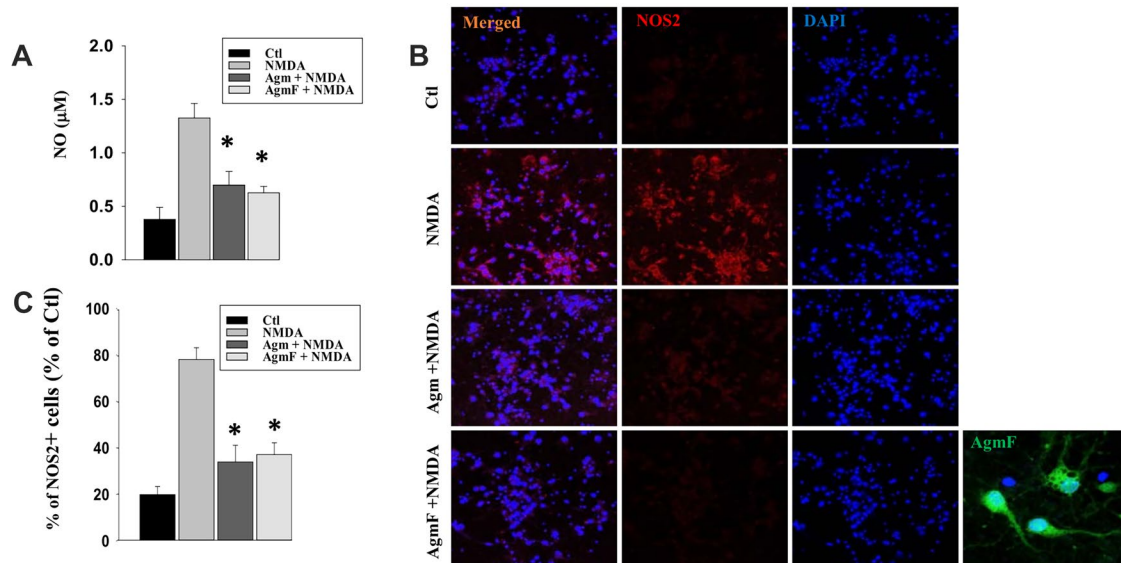 A
NO (μM)
2.0
1.5
1.0
0.5
0.0
Ctl
NMDA
Agm + NMDA
AgmF + NMDA
*
*
C
% of NOS2+ cells (% of Ctl)
100
80
60
40
20
0
Ctl
NMDA
Agm + NMDA
AgmF + NMDA
*
*
B
Merged
NOS2
DAPI
Ctl
NMDA
Agm +NMDA
AgmF +NMDA
AgmF